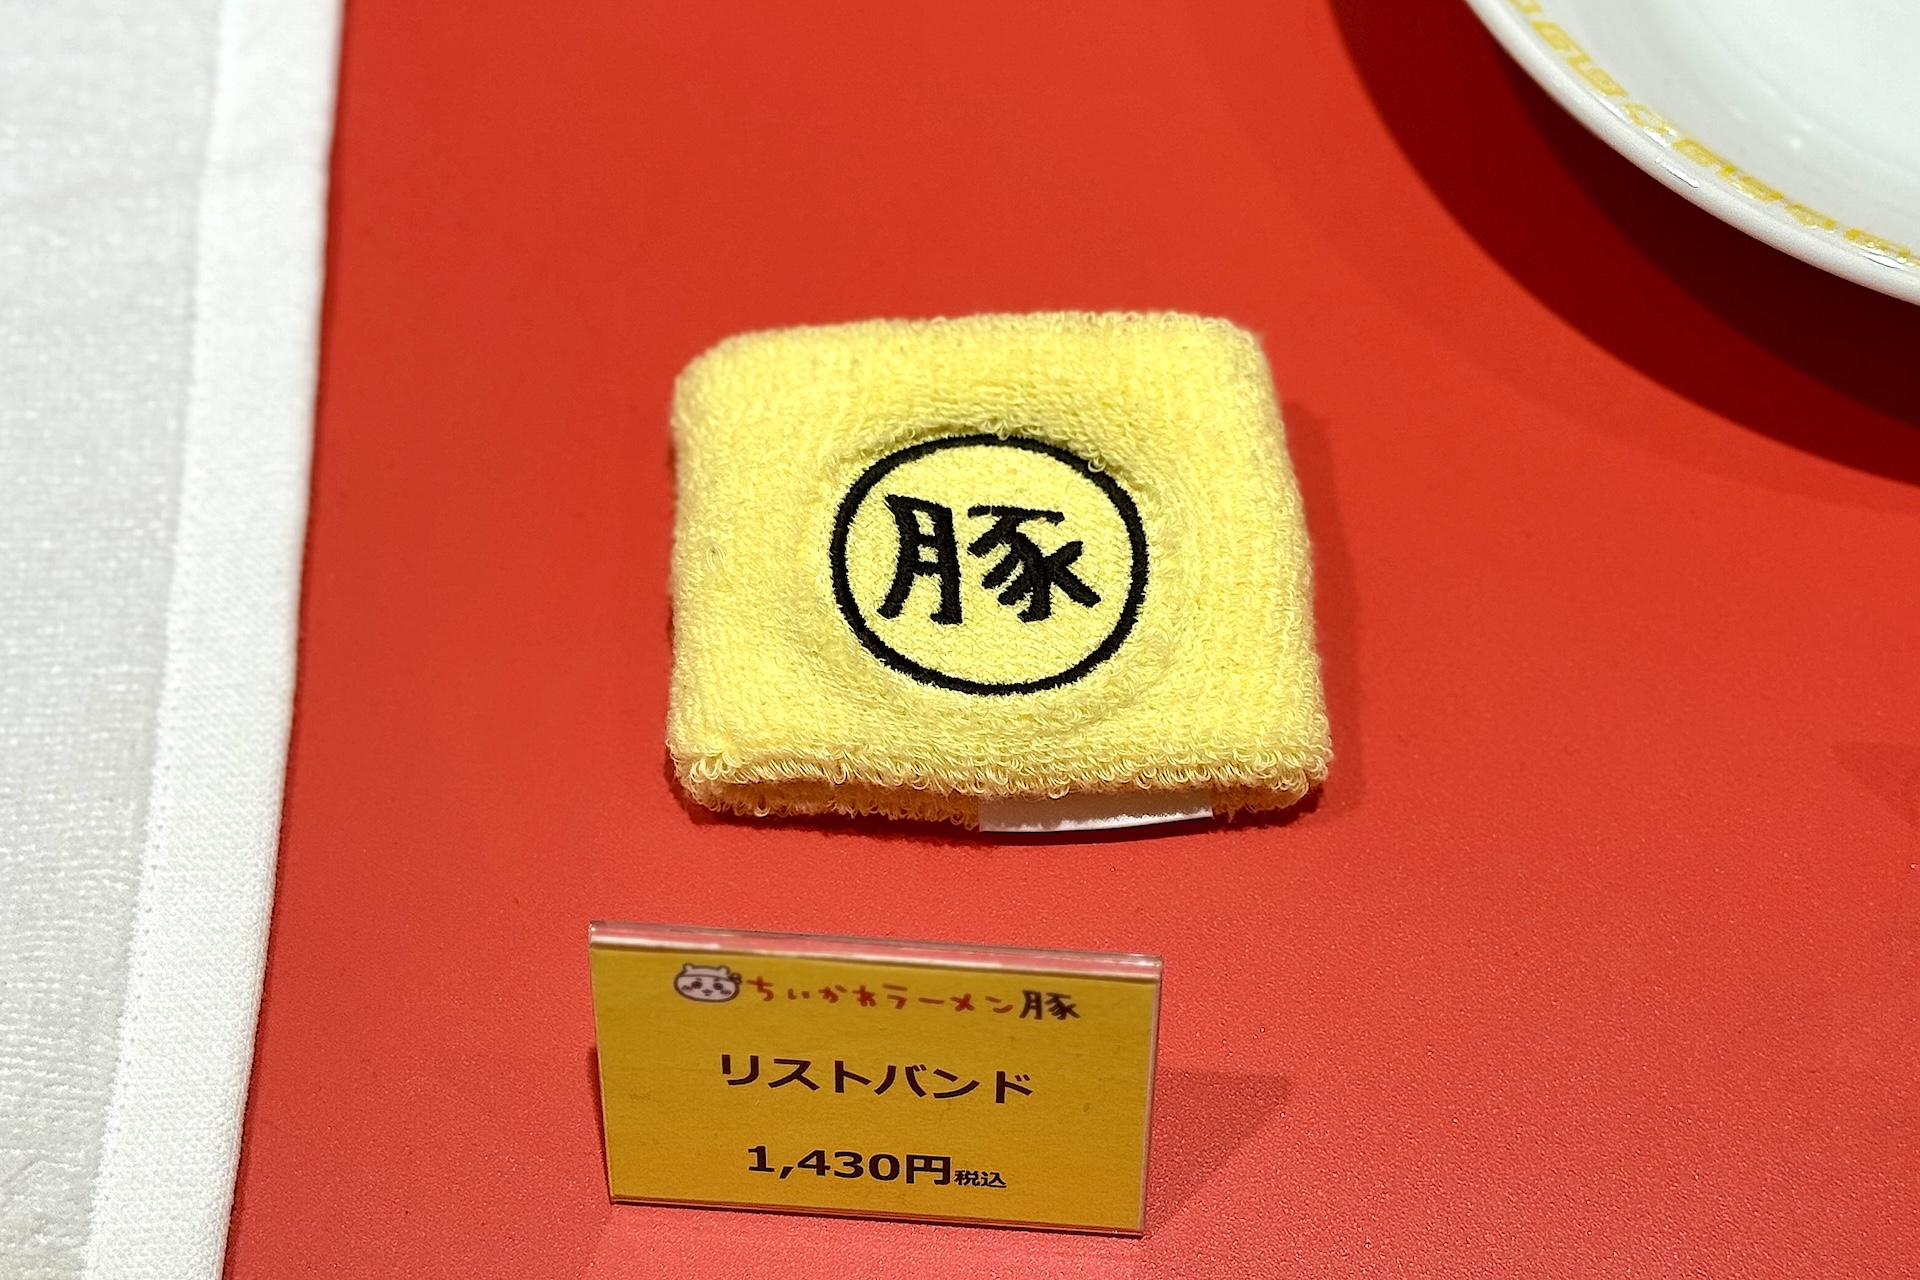 豚
ちいかわラーメン豚
リストバンド
1,430円税込